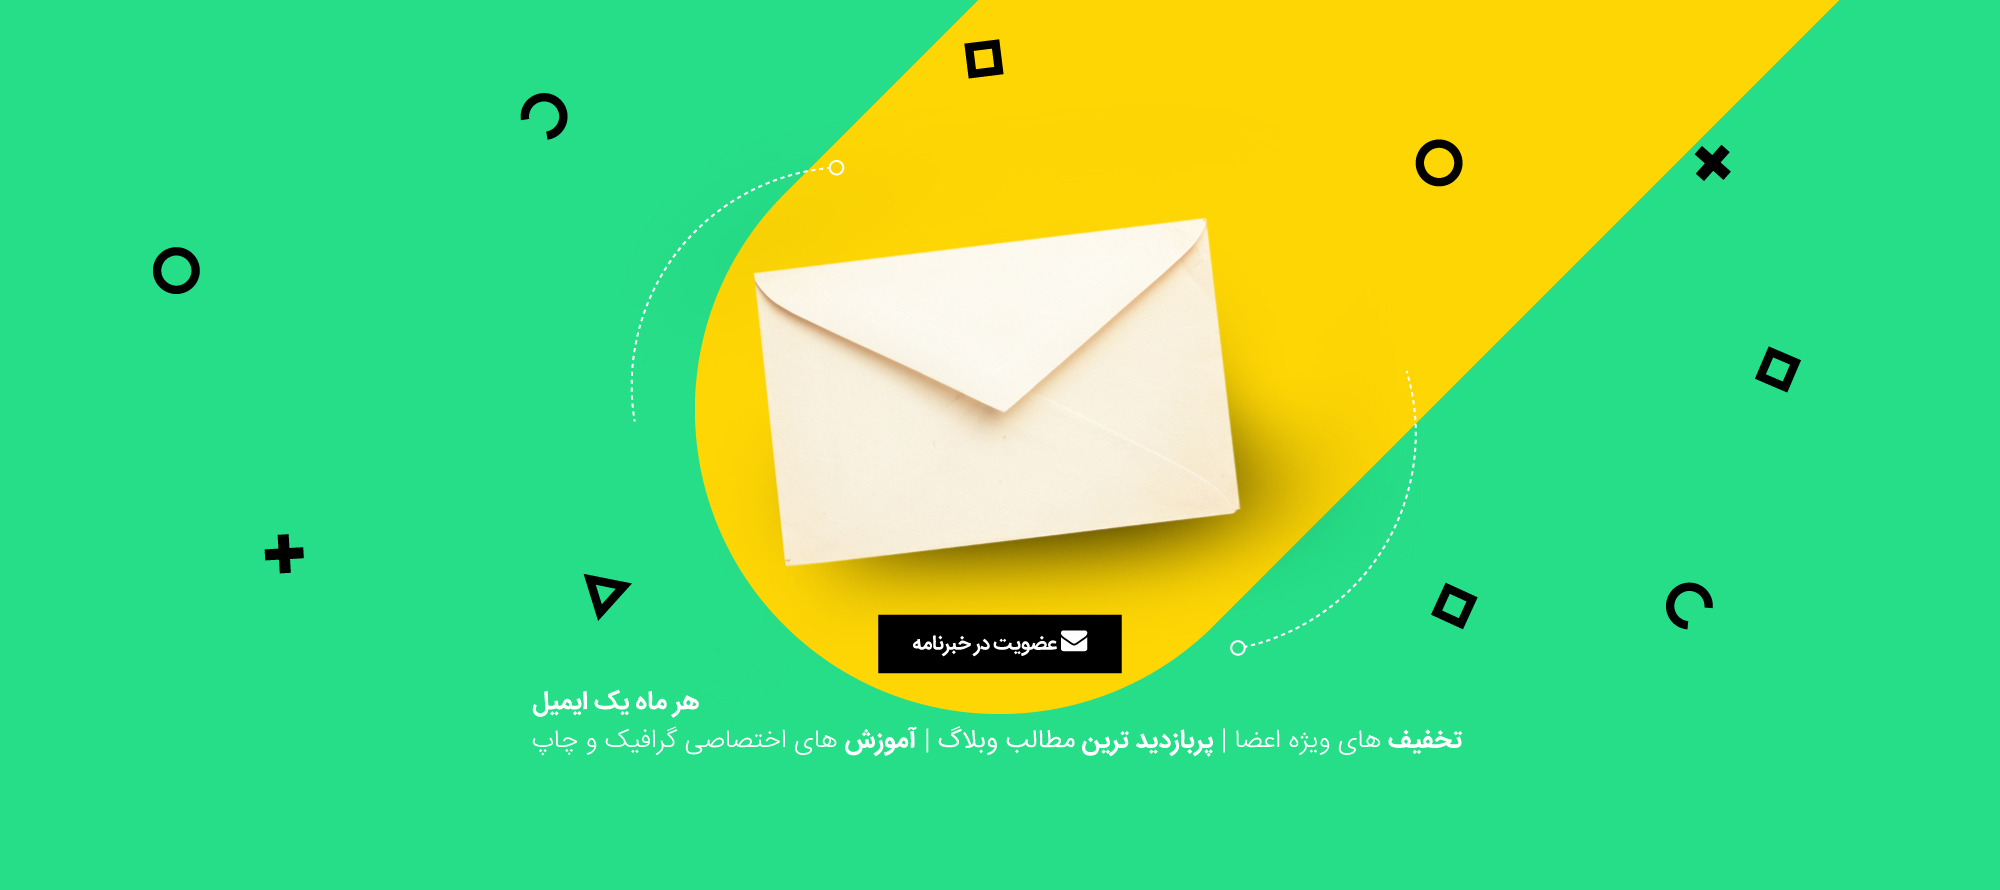 عضویت در خبرنامه
هر ماه یک ایمیل
تخفیف های ویژه اعضا | پربازدید ترین مطالب وبلاگ | آموزش های اختصاصی گرافیک و چاپ